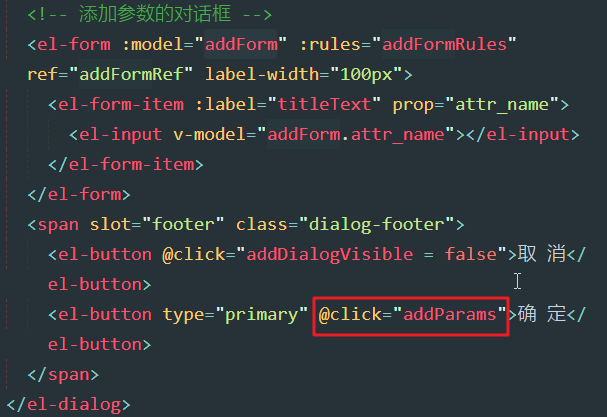 <!-- 添加参数的对话框 -->
<el-form :model="addForm" :rules="addFormRules"
ref="addFormRef" label-width="100px">
<el-form-item :label="titleText" prop="attr_name">
<el-input v-model="addForm.attr_name"></el-input>
</el-form-item>
</el-form>
<span slot="footer" class="dialog-footer">
<el-button @click="addDialogVisible = false">取 消</
el-button>
<el-button type="primary" @click="addParams">确 定</
el-button>
</span>
</el-dialog>